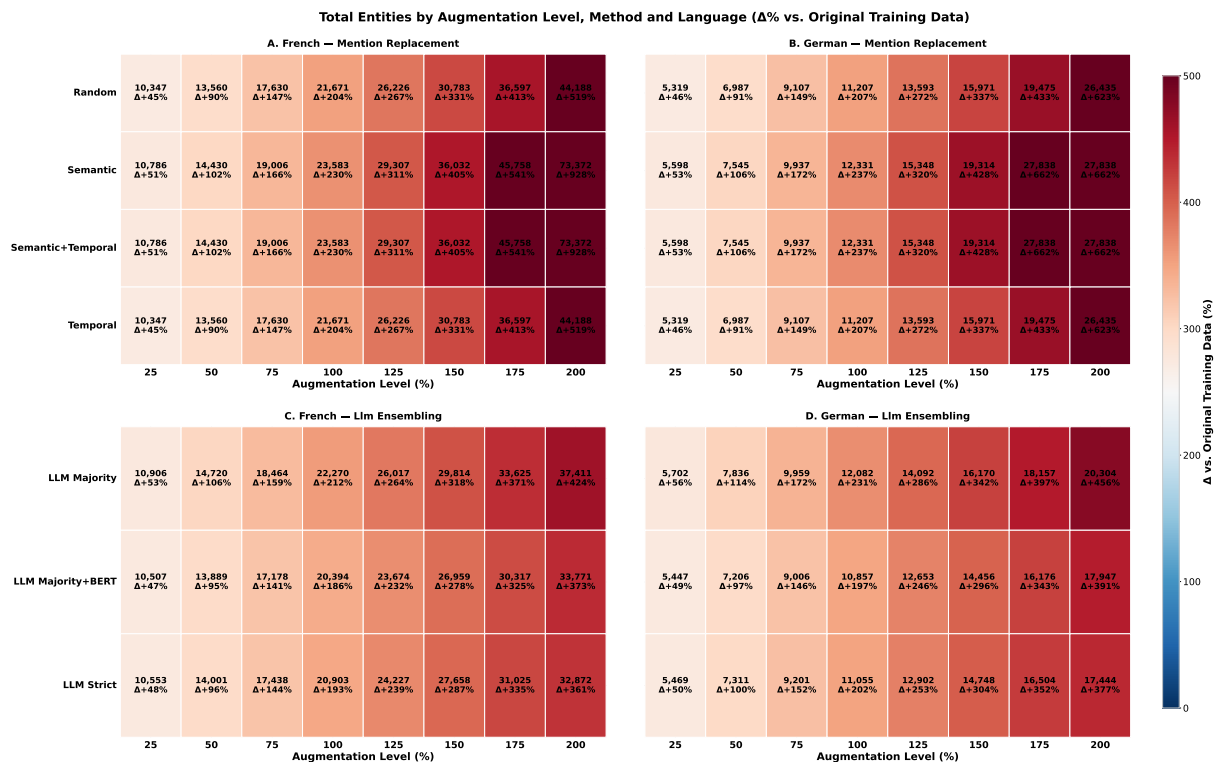 Total Entities by Augmentation Level, Method and Language (Δ% vs. Original Training Data)
A. French — Mention Replacement
Random
10,347 13,560 17,630 21,671 26,226 30,783 36,597 44,188
Δ+45% Δ+90% Δ+147% Δ+204% Δ+267% Δ+331% Δ+413% Δ+519%
Semantic
10,786 14,430 19,006 23,583 29,307 36,032 45,758 73,372
Δ+51% Δ+102% Δ+166% Δ+230% Δ+311% Δ+405% Δ+541% Δ+928%
Semantic+Temporal
10,786 14,430 19,006 23,583 29,307 36,032 45,758 73,372
Δ+51% Δ+102% Δ+166% Δ+230% Δ+311% Δ+405% Δ+541% Δ+928%
Temporal
10,347 13,560 17,630 21,671 26,226 30,783 36,597 44,188
Δ+45% Δ+90% Δ+147% Δ+204% Δ+267% Δ+331% Δ+413% Δ+519%
25 50 75 100 125 150 175 200
Augmentation Level (%)
B. German — Mention Replacement
5,319 6,987 9,107 11,207 13,593 15,971 19,475 26,435
Δ+46% Δ+91% Δ+149% Δ+207% Δ+272% Δ+337% Δ+433% Δ+623%
5,598 7,545 9,937 12,331 15,348 19,314 27,838 27,838
Δ+53% Δ+106% Δ+172% Δ+237% Δ+320% Δ+428% Δ+662% Δ+662%
5,598 7,545 9,937 12,331 15,348 19,314 27,838 27,838
Δ+53% Δ+106% Δ+172% Δ+237% Δ+320% Δ+428% Δ+662% Δ+662%
5,319 6,987 9,107 11,207 13,593 15,971 19,475 26,435
Δ+46% Δ+91% Δ+149% Δ+207% Δ+272% Δ+337% Δ+433% Δ+623%
25 50 75 100 125 150 175 200
Augmentation Level (%)
C. French — Llm Ensembling
LLM Majority
10,906 14,720 18,464 22,270 26,017 29,814 33,625 37,411
Δ+53% Δ+106% Δ+159% Δ+212% Δ+264% Δ+318% Δ+371% Δ+424%
LLM Majority+BERT
10,507 13,889 17,178 20,394 23,674 26,959 30,317 33,771
Δ+47% Δ+95% Δ+141% Δ+186% Δ+232% Δ+278% Δ+325% Δ+373%
LLM Strict
10,553 14,001 17,438 20,903 24,227 27,658 31,025 32,872
Δ+48% Δ+96% Δ+144% Δ+193% Δ+239% Δ+287% Δ+335% Δ+361%
25 50 75 100 125 150 175 200
Augmentation Level (%)
D. German — Llm Ensembling
5,702 7,836 9,959 12,082 14,092 16,170 18,157 20,304
Δ+56% Δ+114% Δ+172% Δ+231% Δ+286% Δ+342% Δ+397% Δ+456%
5,447 7,206 9,006 10,857 12,653 14,456 16,176 17,947
Δ+49% Δ+97% Δ+146% Δ+197% Δ+246% Δ+296% Δ+343% Δ+391%
5,469 7,311 9,201 11,055 12,902 14,748 16,504 17,444
Δ+50% Δ+100% Δ+152% Δ+202% Δ+253% Δ+304% Δ+352% Δ+377%
25 50 75 100 125 150 175 200
Augmentation Level (%)
500
400
300
200
100
0
Δ vs. Original Training Data (%)